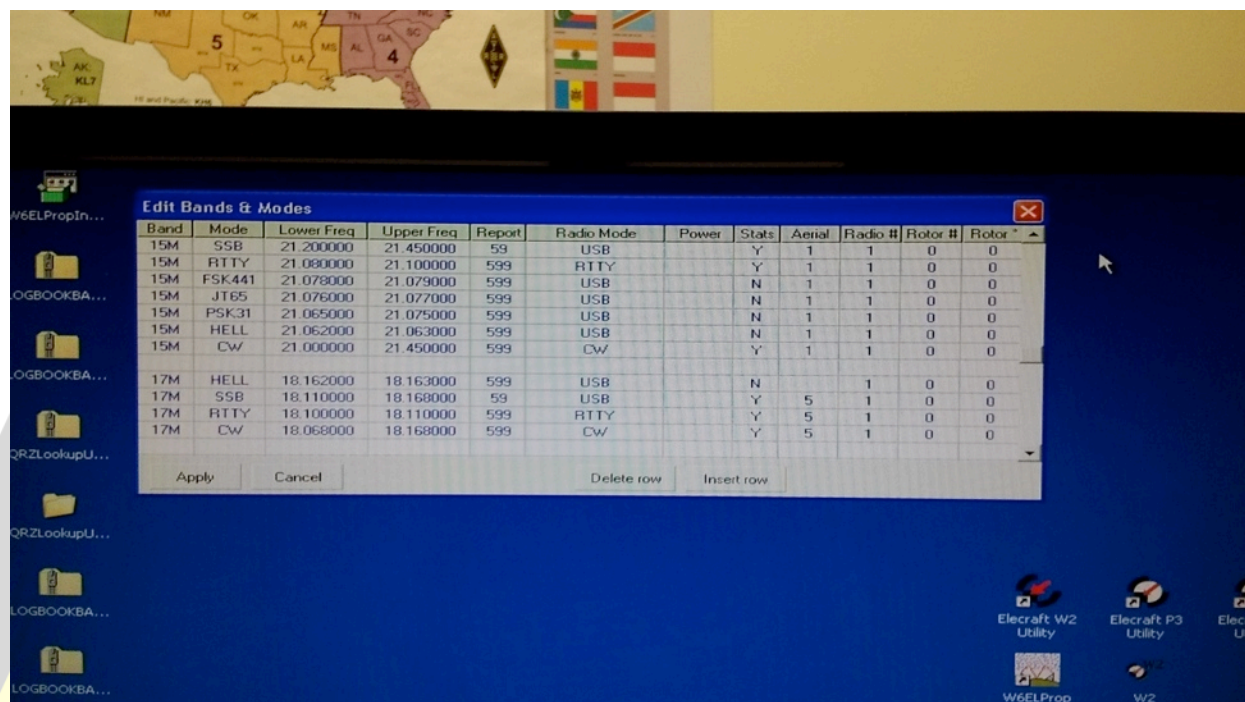 NM OK AR TN NC
5 MS AL GA SC
TX LA 4
AK
KL7
FL
HI and Pacific: KH6
W6ELPropIn...
LOGBOOKBA...
LOGBOOKBA...
QRZLookupU...
QRZLookupU...
LOGBOOKBA...
LOGBOOKBA...
Edit Bands & Modes
Band Mode Lower Freq Upper Freq Report Radio Mode Power Stats Aerial Radio # Rotor # Rotor °
15M SSB 21.200000 21.450000 59 USB Y 1 1 0 0
15M RTTY 21.080000 21.100000 599 RTTY Y 1 1 0 0
15M FSK441 21.078000 21.079000 599 USB N 1 1 0 0
15M JT65 21.076000 21.077000 599 USB N 1 1 0 0
15M PSK31 21.065000 21.075000 599 USB N 1 1 0 0
15M HELL 21.062000 21.063000 599 USB N 1 1 0 0
15M CW 21.000000 21.450000 599 CW Y 1 1 0 0
17M HELL 18.162000 18.163000 599 USB N 1 0 0
17M SSB 18.110000 18.168000 59 USB Y 5 1 0 0
17M RTTY 18.100000 18.110000 599 RTTY Y 5 1 0 0
17M CW 18.068000 18.168000 599 CW Y 5 1 0 0
Apply Cancel Delete row Insert row
Elecraft W2
Utility
Elecraft P3
Utility
Elec
U
W6ELProp
W2